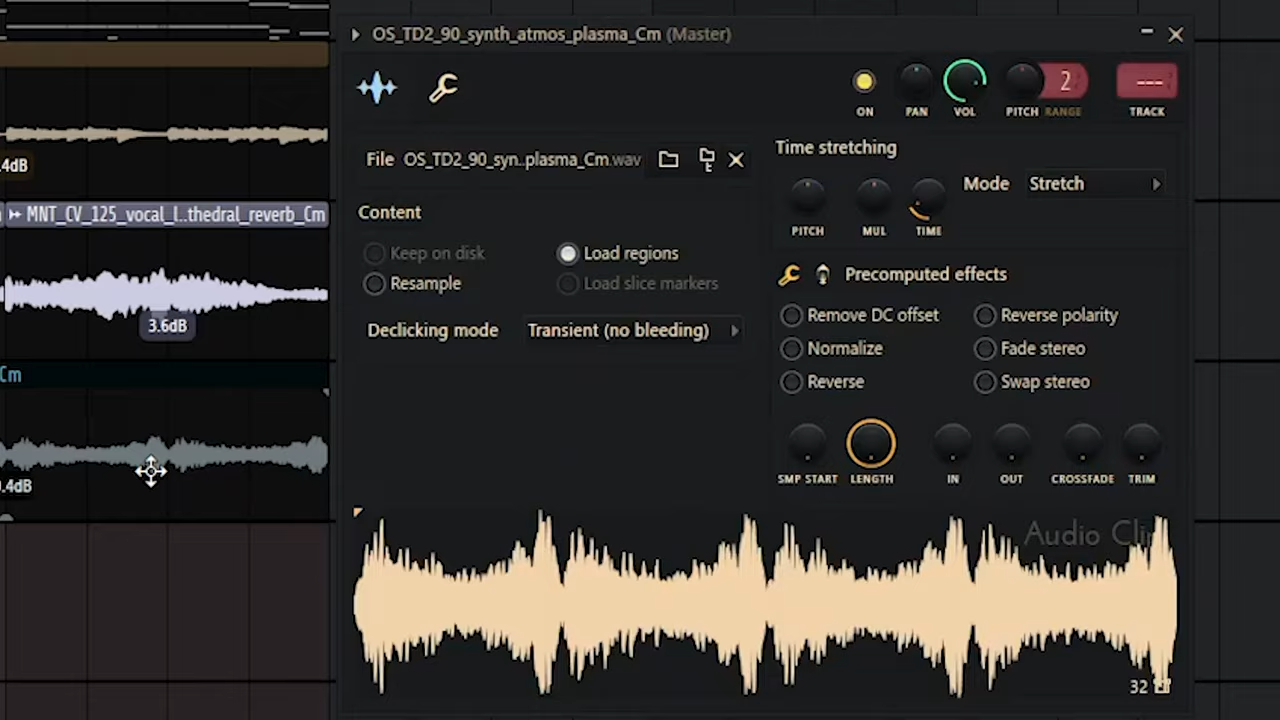 OS_TD2_90_synth_atmos_plasma_Cm (Master)
ON PAN VOL PITCH RANGE 2 --- TRACK
File OS_TD2_90_syn..plasma_Cm.wav
Time stretching
Mode Stretch
PITCH MUL TIME
Content
Keep on disk Load regions
Resample Load slice markers
Declicking mode Transient (no bleeding)
Precomputed effects
Remove DC offset Reverse polarity
Normalize Fade stereo
Reverse Swap stereo
SMP START LENGTH IN OUT CROSSFADE TRIM
Audio Cli
32
.4dB
MNT_CV_125_vocal_l..thedral_reverb_Cm
3.6dB
Cm
.4dB